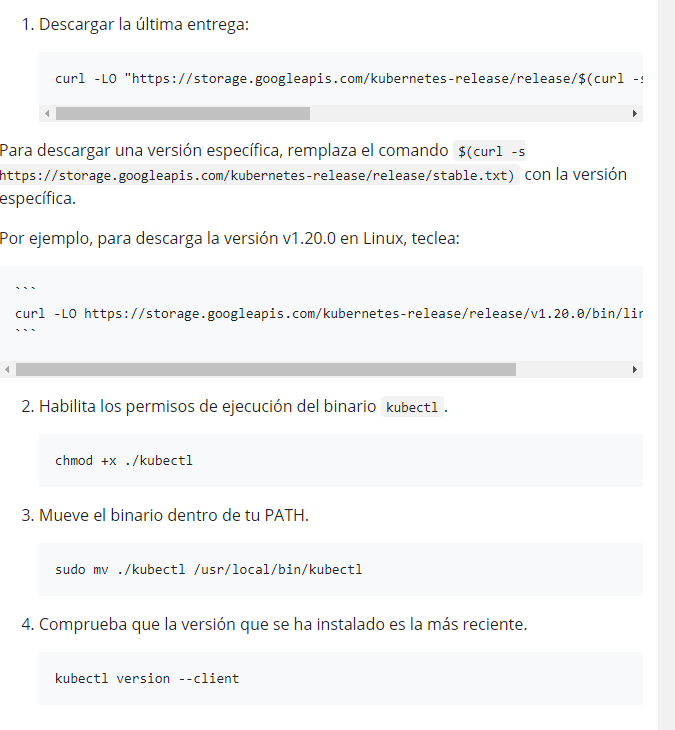 1. Descargar la última entrega:
curl -LO "https://storage.googleapis.com/kubernetes-release/release/$(curl -s
Para descargar una versión específica, remplaza el comando $(curl -s
https://storage.googleapis.com/kubernetes-release/release/stable.txt) con la versión
específica.
Por ejemplo, para descarga la versión v1.20.0 en Linux, teclea:
```
curl -LO https://storage.googleapis.com/kubernetes-release/release/v1.20.0/bin/lin
```
2. Habilita los permisos de ejecución del binario kubectl.
chmod +x ./kubectl
3. Mueve el binario dentro de tu PATH.
sudo mv ./kubectl /usr/local/bin/kubectl
4. Comprueba que la versión que se ha instalado es la más reciente.
kubectl version --client